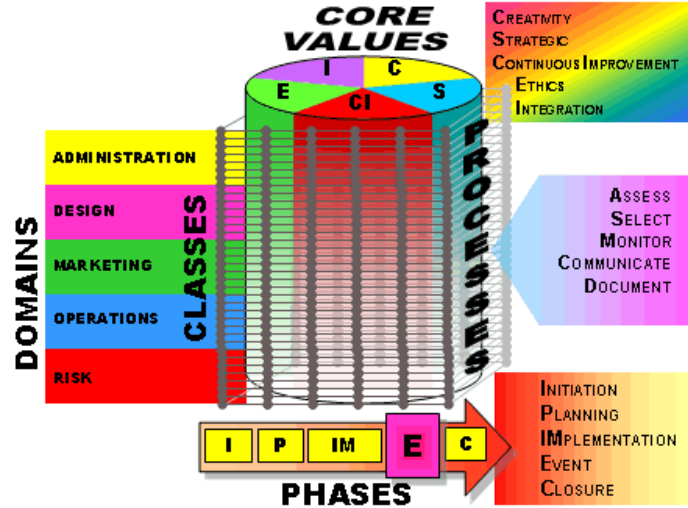 CORE
VALUES
CREATIVITY
STRATEGIC
CONTINUOUS IMPROVEMENT
ETHICS
INTEGRATION
I
C
E
S
CI
DOMAINS
ADMINISTRATION
DESIGN
MARKETING
OPERATIONS
RISK
CLASSES
PROCESSES
ASSESS
SELECT
MONITOR
COMMUNICATE
DOCUMENT
I P IM E C
PHASES
INITIATION
PLANNING
IMPLEMENTATION
EVENT
CLOSURE